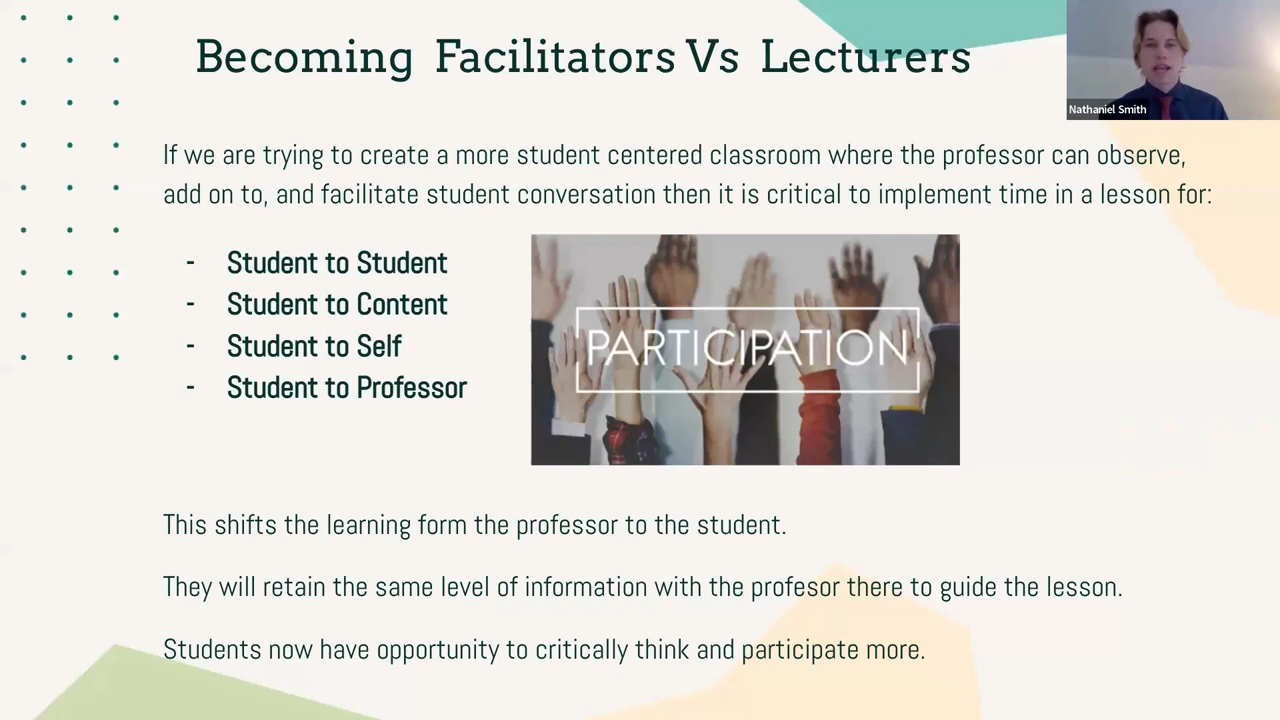 Becoming Facilitators Vs Lecturers
Nathaniel Smith
If we are trying to create a more student centered classroom where the professor can observe,
add on to, and facilitate student conversation then it is critical to implement time in a lesson for:
- Student to Student
- Student to Content
- Student to Self
- Student to Professor
PARTICIPATION
This shifts the learning form the professor to the student.
They will retain the same level of information with the profesor there to guide the lesson.
Students now have opportunity to critically think and participate more.